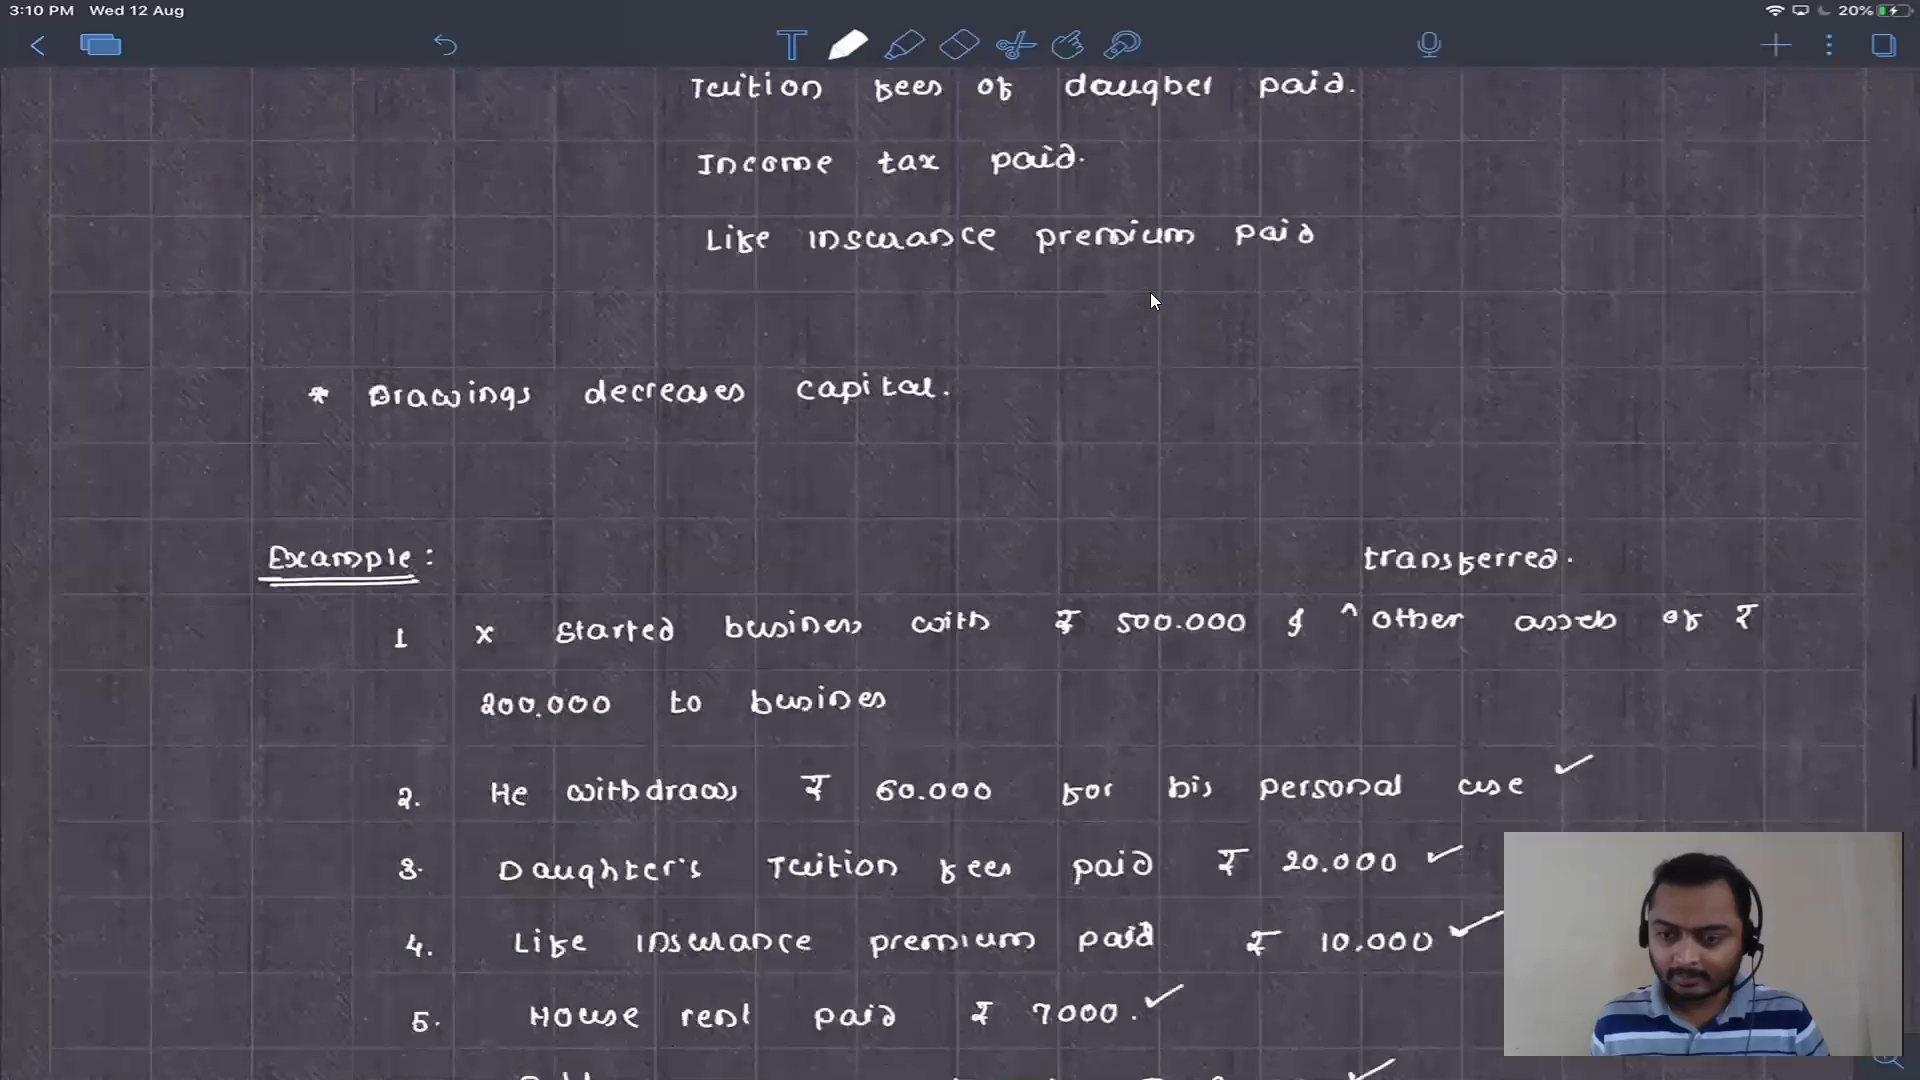 3:10 PM Wed 12 Aug 20%
Tuition fees of daughter paid.
Income tax paid.
Life insurance premium paid
* Drawings decreases capital.
Example:
transferred.
1 X started business with ₹ 500.000 & ^ other assets of ₹
200.000 to busines
2. He withdraws ₹ 60.000 for his personal use ✓
3. Daughter's Tuition fees paid ₹ 20.000 ✓
4. Life insurance premium paid ₹ 10.000 ✓
5. House rent paid ₹ 7000. ✓